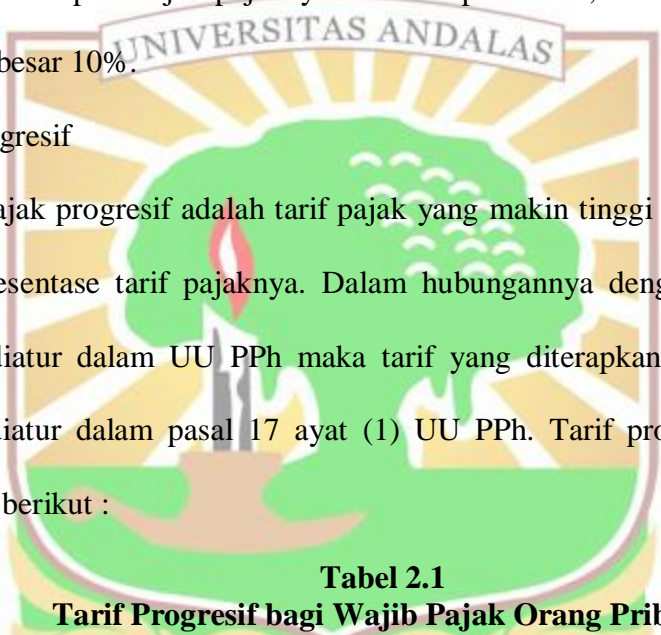 UNIVERSITAS ANDALAS
besar 10%.
gresif
ajak progresif adalah tarif pajak yang makin tinggi
esentase tarif pajaknya. Dalam hubungannya deng
diatur dalam UU PPh maka tarif yang diterapkan
diatur dalam pasal 17 ayat (1) UU PPh. Tarif pro
berikut :
Tabel 2.1
Tarif Progresif bagi Wajib Pajak Orang Prib